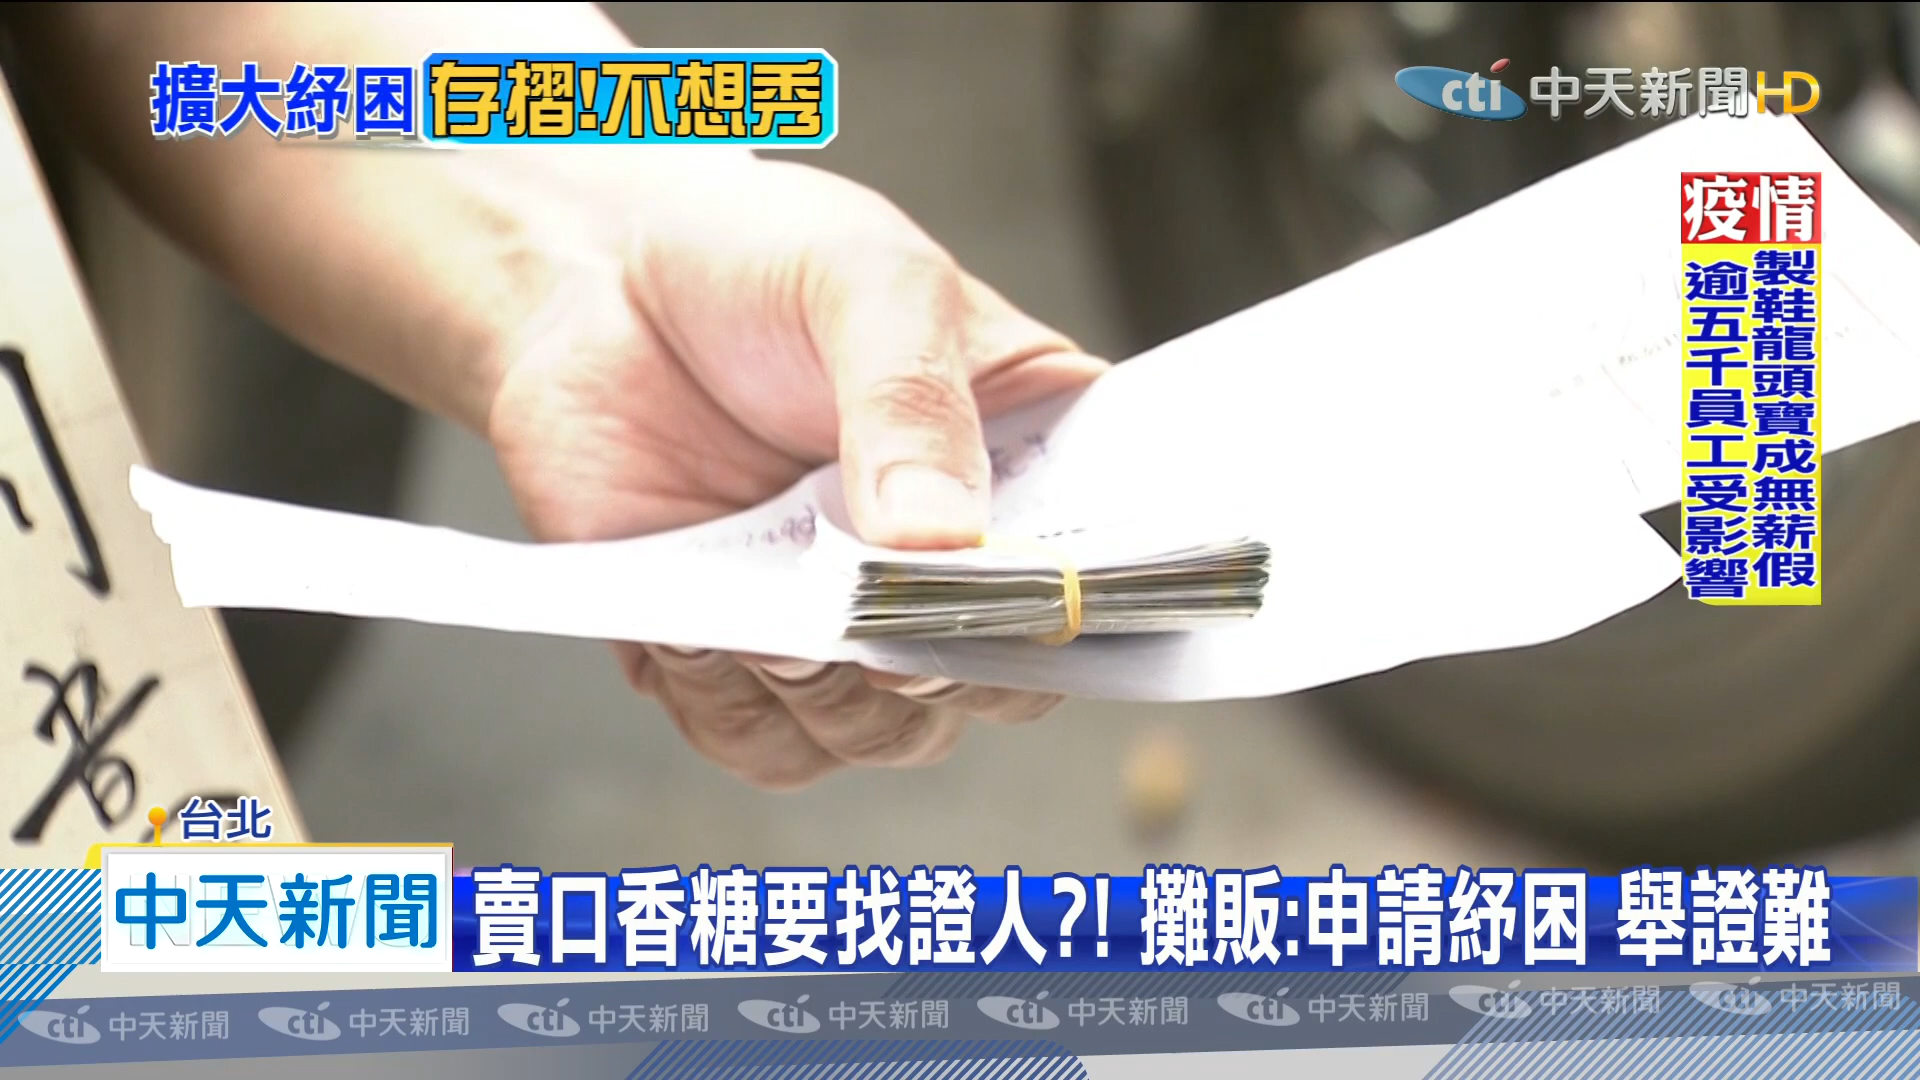 擴大紓困 存摺!不想秀
cti 中天新聞HD
疫情
製鞋龍頭寶成無薪假
逾五千員工受影響
台北
中天新聞
賣口香糖要找證人?! 攤販:申請紓困 舉證難
cti 中天新聞 cti 中天新聞 cti 中天新聞 cti 中天新聞 cti 中天新聞 cti 中天新聞 cti 中天新聞 cti 中天新聞